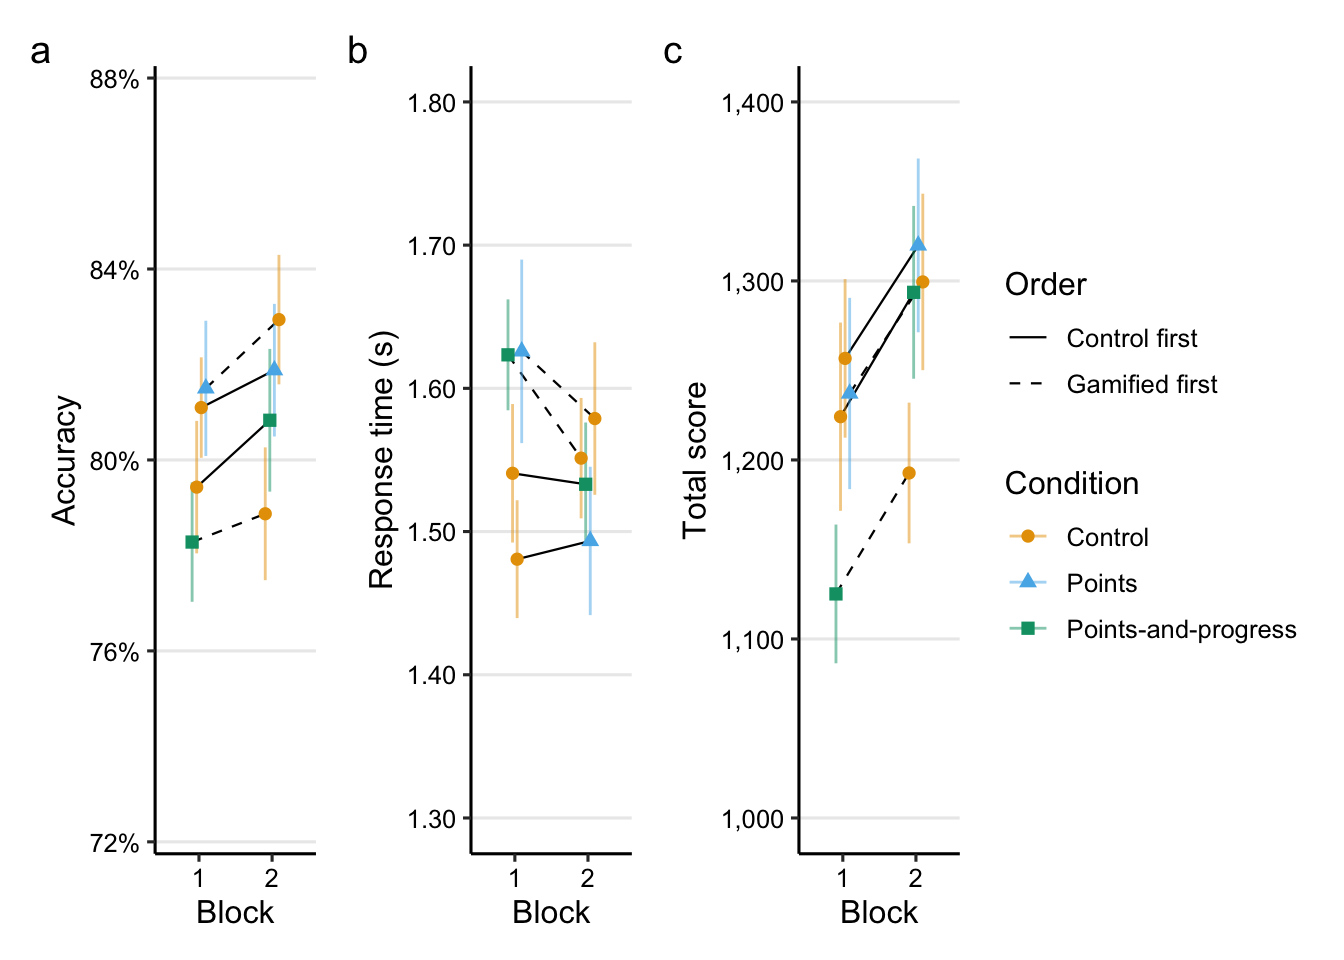 a
88%
84%
80%
76%
72%
Accuracy
1
2
Block
b
1.80
1.70
1.60
1.50
1.40
1.30
Response time (s)
1
2
Block
c
1,400
1,300
1,200
1,100
1,000
Total score
1
2
Block
Order
Control first
Gamified first
Condition
Control
Points
Points-and-progress